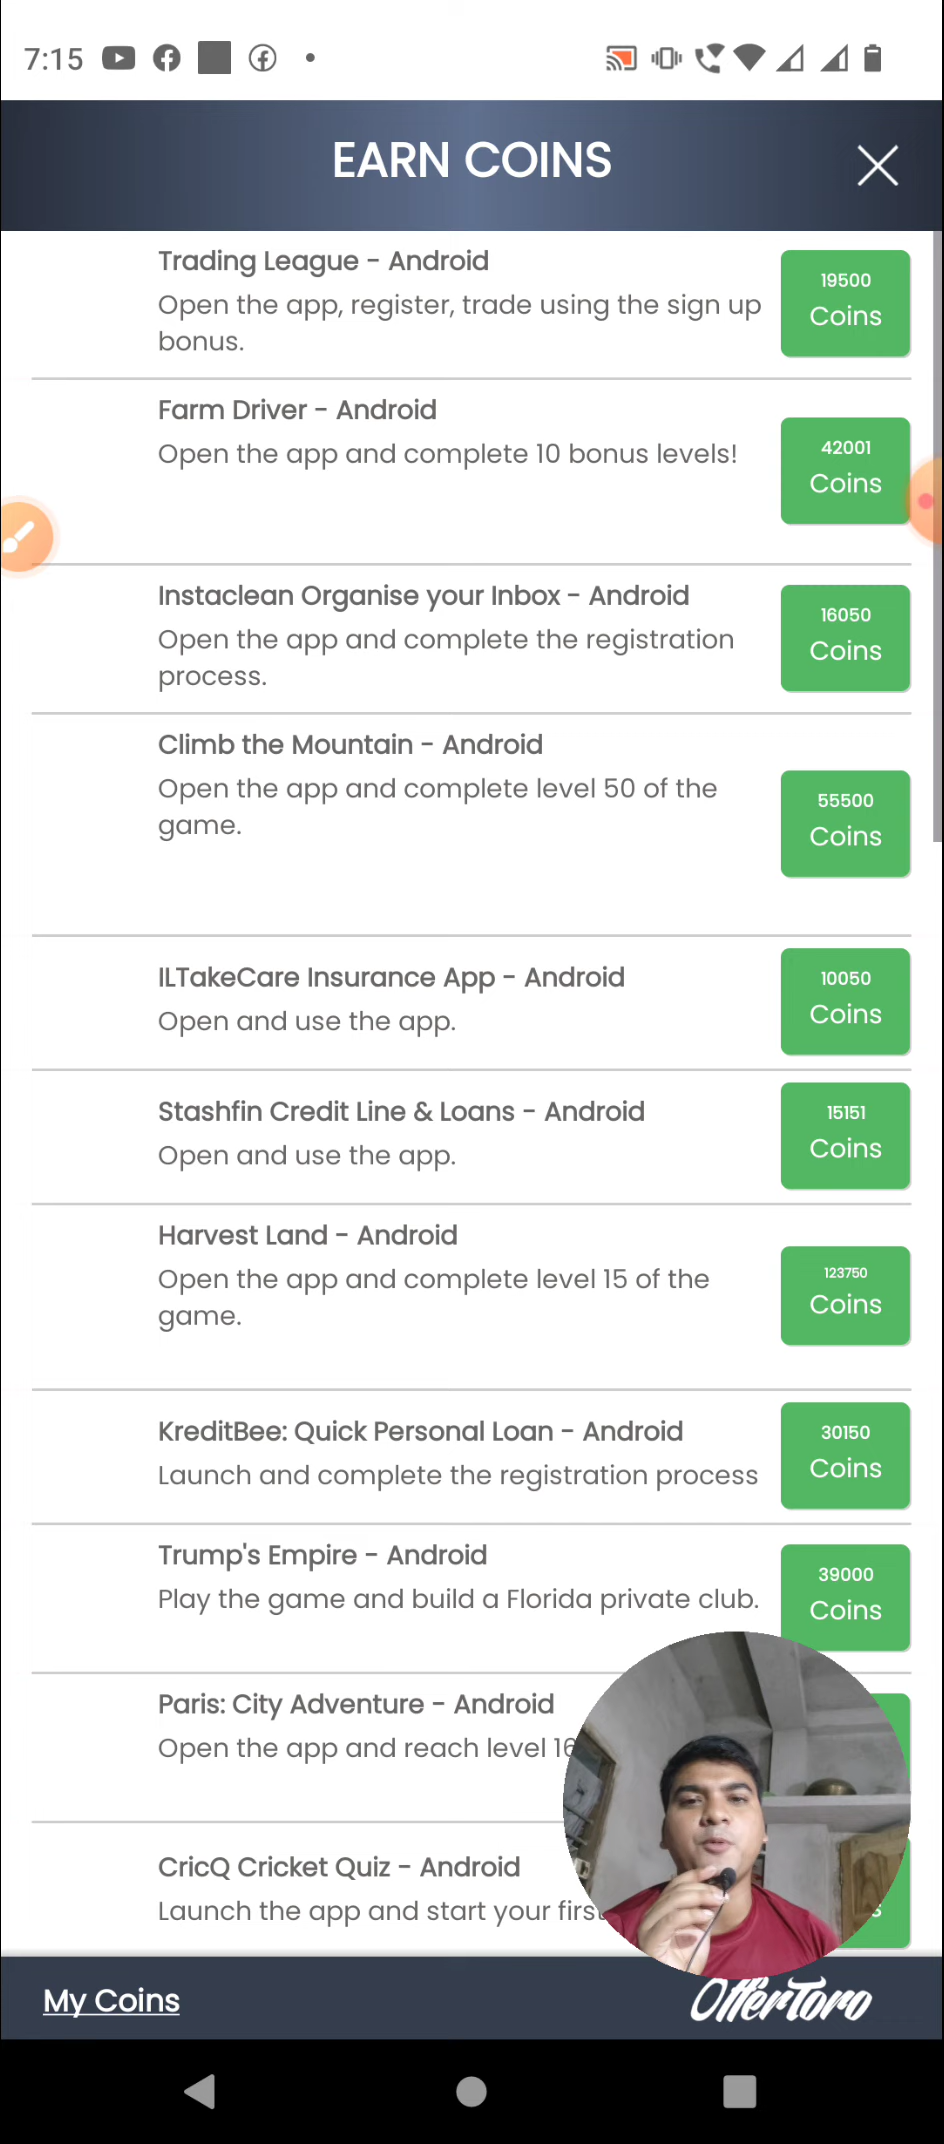 7:15
EARN COINS
Trading League - Android
Open the app, register, trade using the sign up
bonus.
19500
Coins
Farm Driver - Android
Open the app and complete 10 bonus levels!
42001
Coins
Instaclean Organise your Inbox - Android
Open the app and complete the registration
process.
16050
Coins
Climb the Mountain - Android
Open the app and complete level 50 of the
game.
55500
Coins
ILTakeCare Insurance App - Android
Open and use the app.
10050
Coins
Stashfin Credit Line & Loans - Android
Open and use the app.
15151
Coins
Harvest Land - Android
Open the app and complete level 15 of the
game.
123750
Coins
KreditBee: Quick Personal Loan - Android
Launch and complete the registration process
30150
Coins
Trump's Empire - Android
Play the game and build a Florida private club.
39000
Coins
Paris: City Adventure - Android
Open the app and reach level 16
CricQ Cricket Quiz - Android
Launch the app and start your first
My Coins
OfferToro